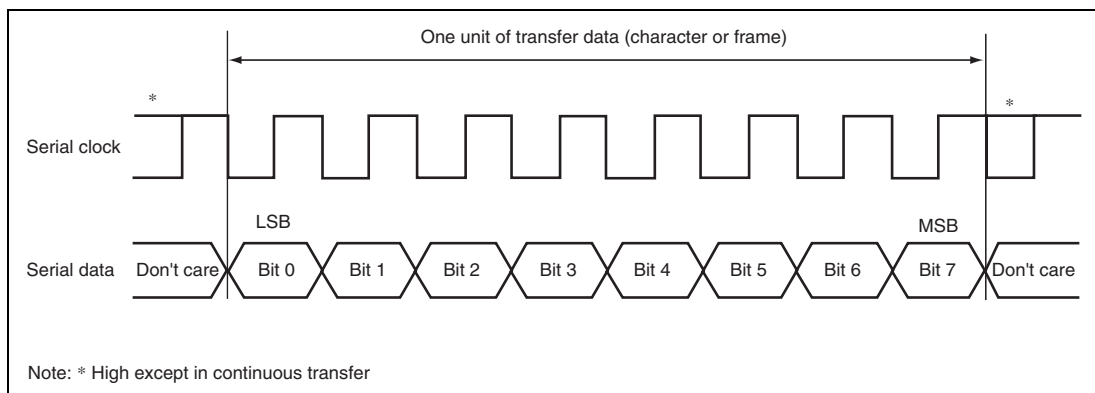 One unit of transfer data (character or frame)
* *
Serial clock
LSB MSB
Serial data Don't care Bit 0 Bit 1 Bit 2 Bit 3 Bit 4 Bit 5 Bit 6 Bit 7 Don't care
Note: * High except in continuous transfer